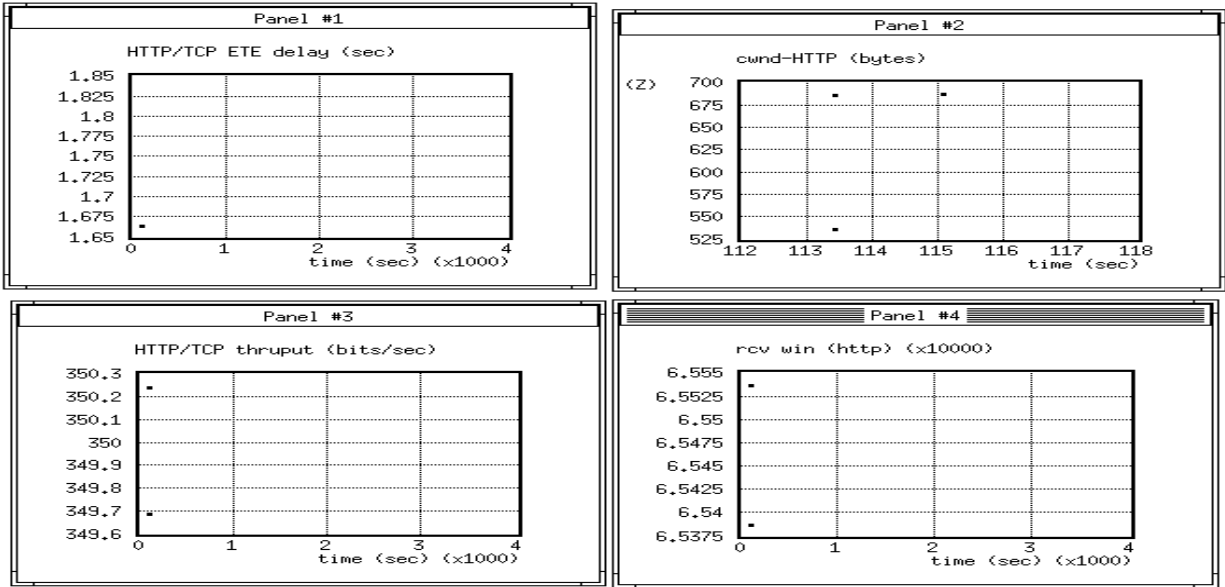 Panel #1
HTTP/TCP ETE delay (sec)
1.85
1.825
1.8
1.775
1.75
1.725
1.7
1.675
1.65
0 1 2 3 4
time (sec) (x1000)
Panel #2
cwnd-HTTP (bytes)
(Z)
700
675
650
625
600
575
550
525
112 113 114 115 116 117 118
time (sec)
Panel #3
HTTP/TCP thruput (bits/sec)
350.3
350.2
350.1
350
349.9
349.8
349.7
349.6
0 1 2 3 4
time (sec) (x1000)
Panel #4
rcv win (http) (x10000)
6.555
6.5525
6.55
6.5475
6.545
6.5425
6.54
6.5375
0 1 2 3 4
time (sec) (x1000)